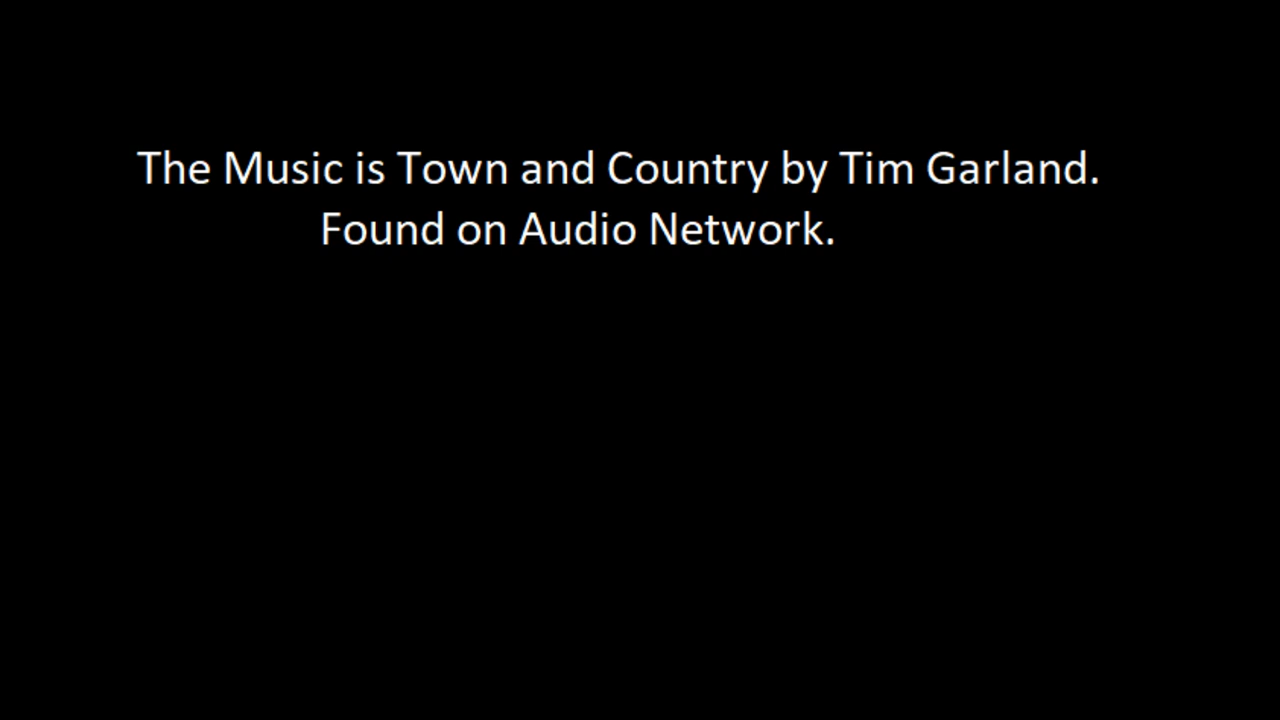 The Music is Town and Country by Tim Garland.
Found on Audio Network.